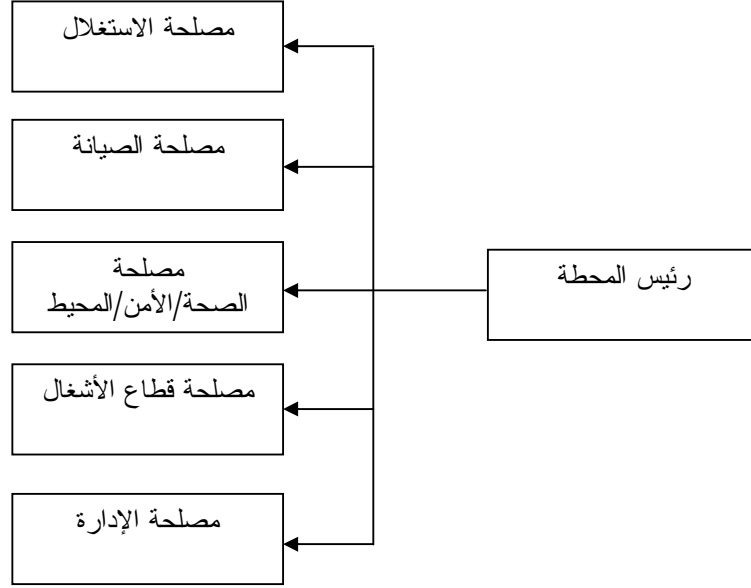 مصلحة الاستغلال
مصلحة الصيانة
مصلحة
الصحة/الأمن/المحيط
رئيس المحطة
مصلحة قطاع الأشغال
مصلحة الإدارة